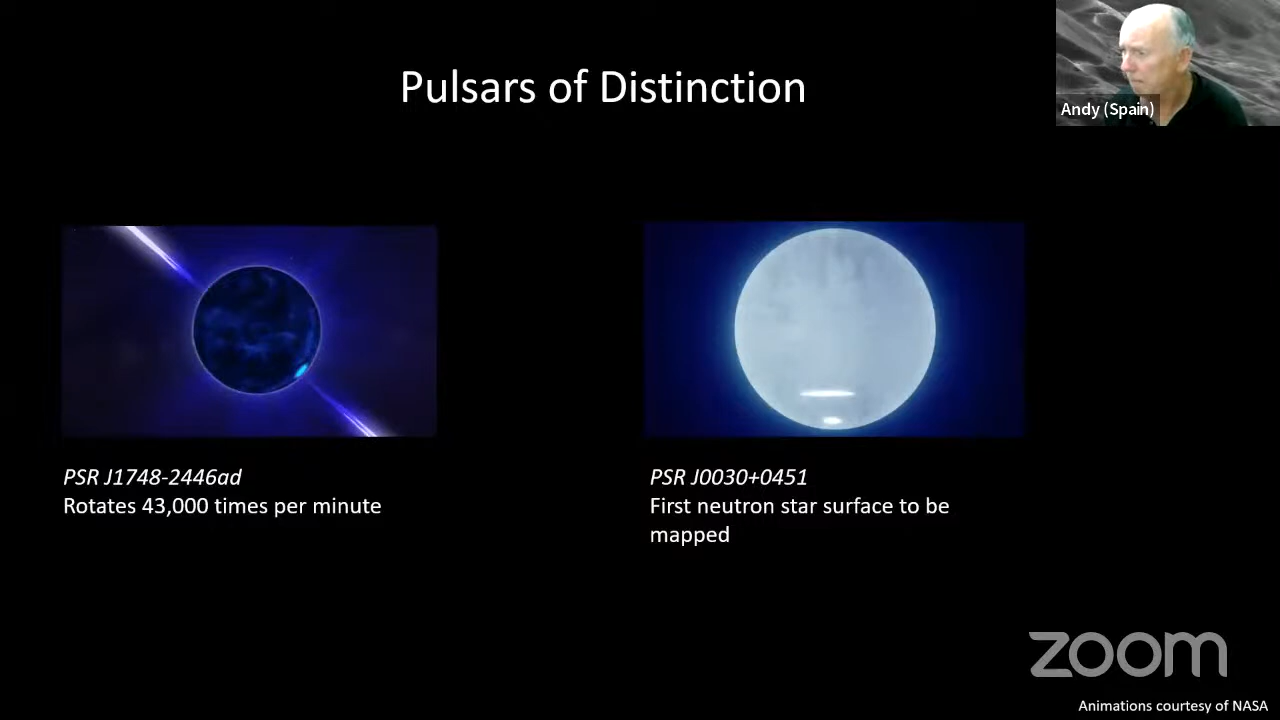 Pulsars of Distinction
Andy (Spain)
PSR J1748-2446ad
Rotates 43,000 times per minute
PSR J0030+0451
First neutron star surface to be
mapped
zoom
Animations courtesy of NASA